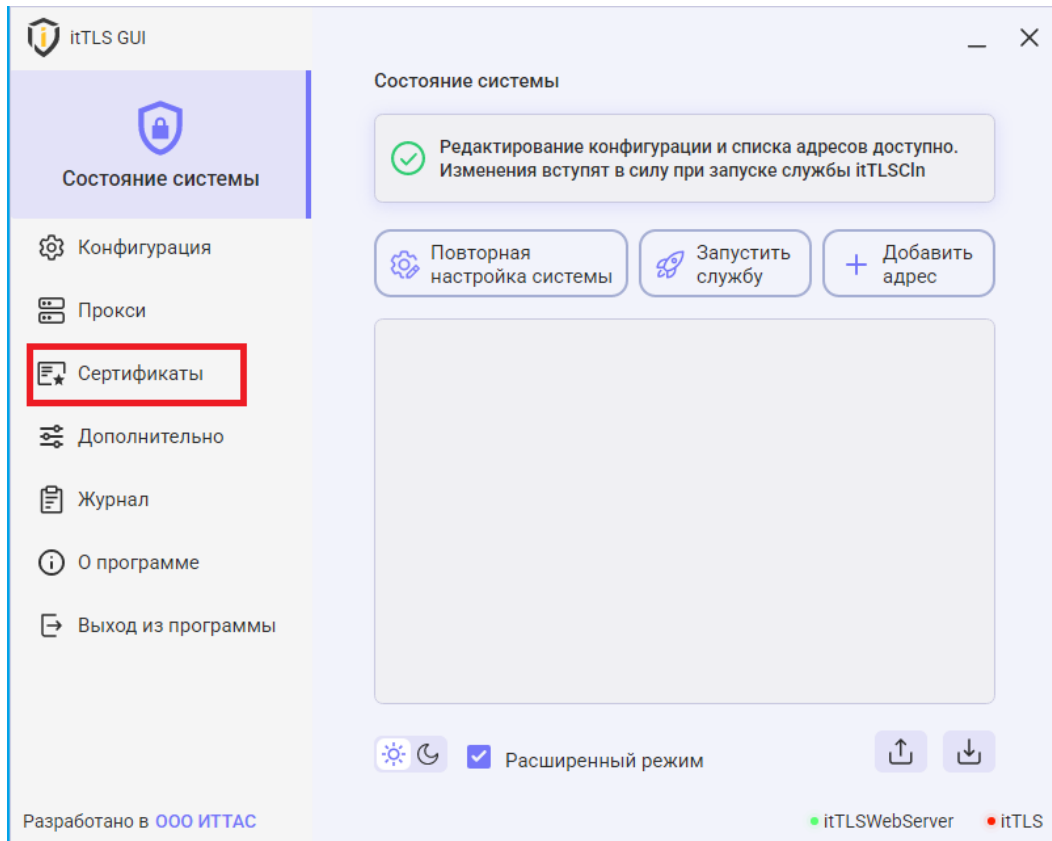 itTLS GUI
Состояние системы
Конфигурация
Прокси
Сертификаты
Дополнительно
Журнал
О программе
Выход из программы
Разработано в ООО ИТТАС
Состояние системы
Редактирование конфигурации и списка адресов доступно.
Изменения вступят в силу при запуске службы itTLSCln
Повторная
настройка системы
Запустить
службу
Добавить
адрес
Расширенный режим
itTLSWebServer
itTLS